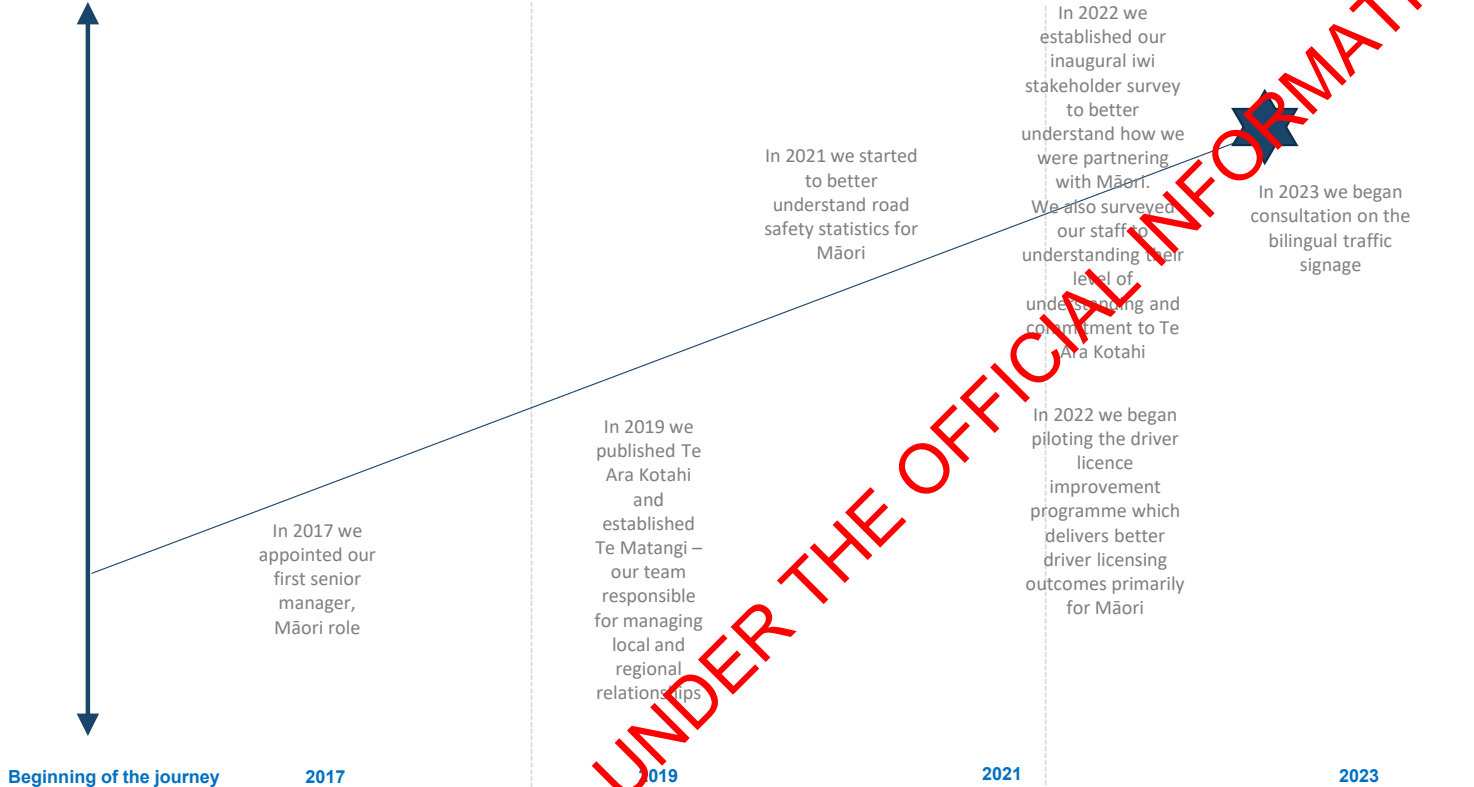 In 2017 we
appointed our
first senior
manager,
Māori role
In 2019 we
published Te
Ara Kotahi
and
established
Te Matangi –
our team
responsible
for managing
local and
regional
relationships
In 2021 we started
to better
understand road
safety statistics for
Māori
In 2022 we
established our
inaugural iwi
stakeholder survey
to better
understand how we
were partnering
with Māori.
We also surveyed
our staff to
understanding their
level of
understanding and
commitment to Te
Ara Kotahi
In 2022 we began
piloting the driver
licence
improvement
programme which
delivers better
driver licensing
outcomes primarily
for Māori
In 2023 we began
consultation on the
bilingual traffic
signage
Beginning of the journey
2017
2019
2021
2023
UNDER THE OFFICIAL